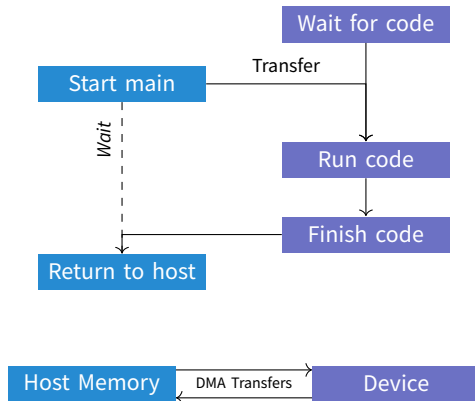 Wait for code
Transfer
Start main
Wait
Run code
Finish code
Return to host
Host Memory
DMA Transfers
Device